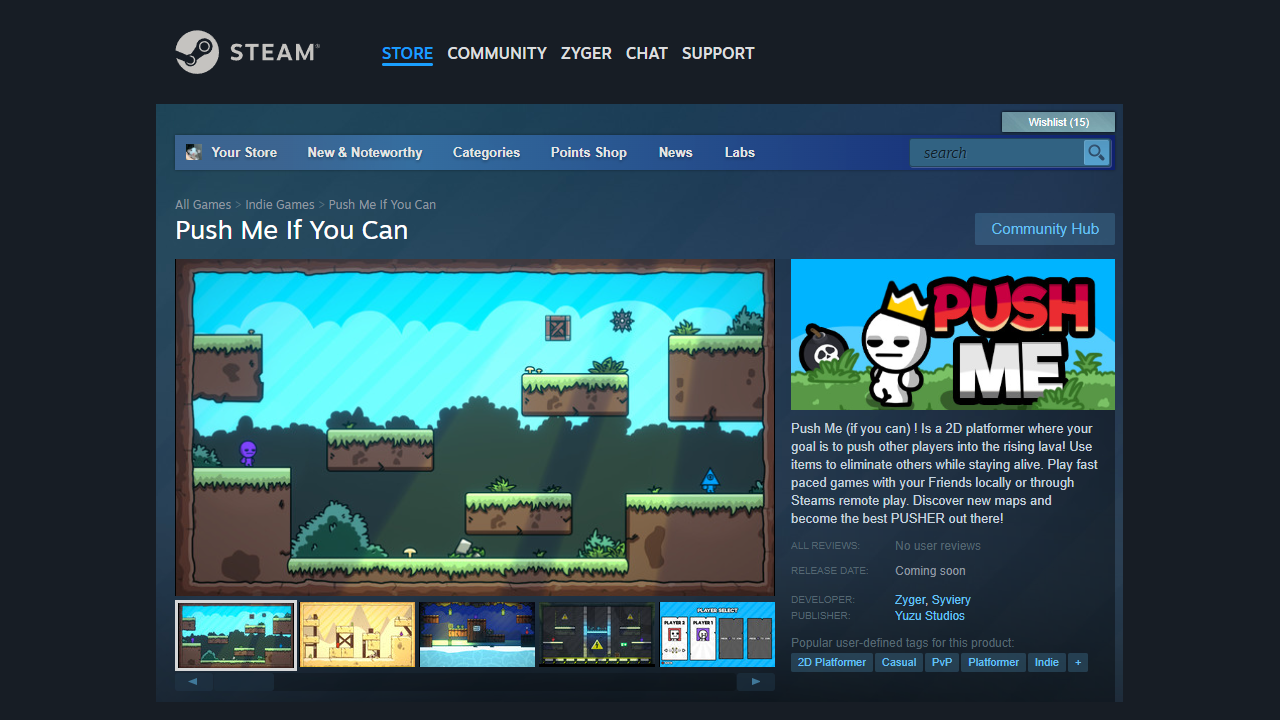 STEAM®
STORE COMMUNITY ZYGER CHAT SUPPORT
Wishlist (15)
Your Store New & Noteworthy Categories Points Shop News Labs search
All Games > Indie Games > Push Me If You Can
Push Me If You Can
Community Hub
PUSH
ME
Push Me (if you can) ! Is a 2D platformer where your
goal is to push other players into the rising lava! Use
items to eliminate others while staying alive. Play fast
paced games with your Friends locally or through
Steams remote play. Discover new maps and
become the best PUSHER out there!
ALL REVIEWS: No user reviews
RELEASE DATE: Coming soon
DEVELOPER: Zyger, Syviery
PUBLISHER: Yuzu Studios
Popular user-defined tags for this product:
2D Platformer Casual PvP Platformer Indie +
PLAYER SELECT
PLAYER 2 PLAYER 1